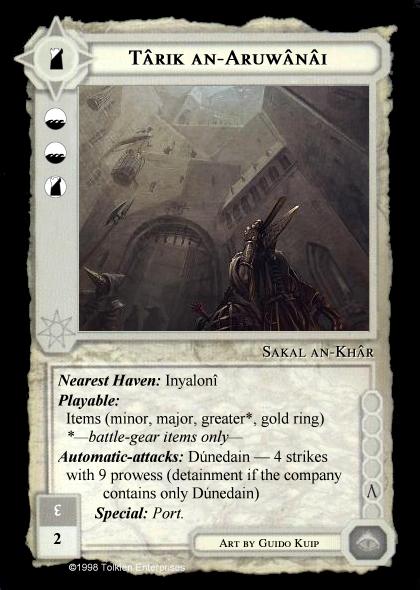 TÂRIK AN-ARUWÂNÂI
SAKAL AN-KHÂR
Nearest Haven: Inyalonî
Playable:
Items (minor, major, greater*, gold ring)
*—battle-gear items only—
Automatic-attacks: Dúnedain — 4 strikes
with 9 prowess (detainment if the company
contains only Dúnedain)
Special: Port.
ε
2
Λ
ART BY GUIDO KUIP
©1998 Tolkien Enterprises